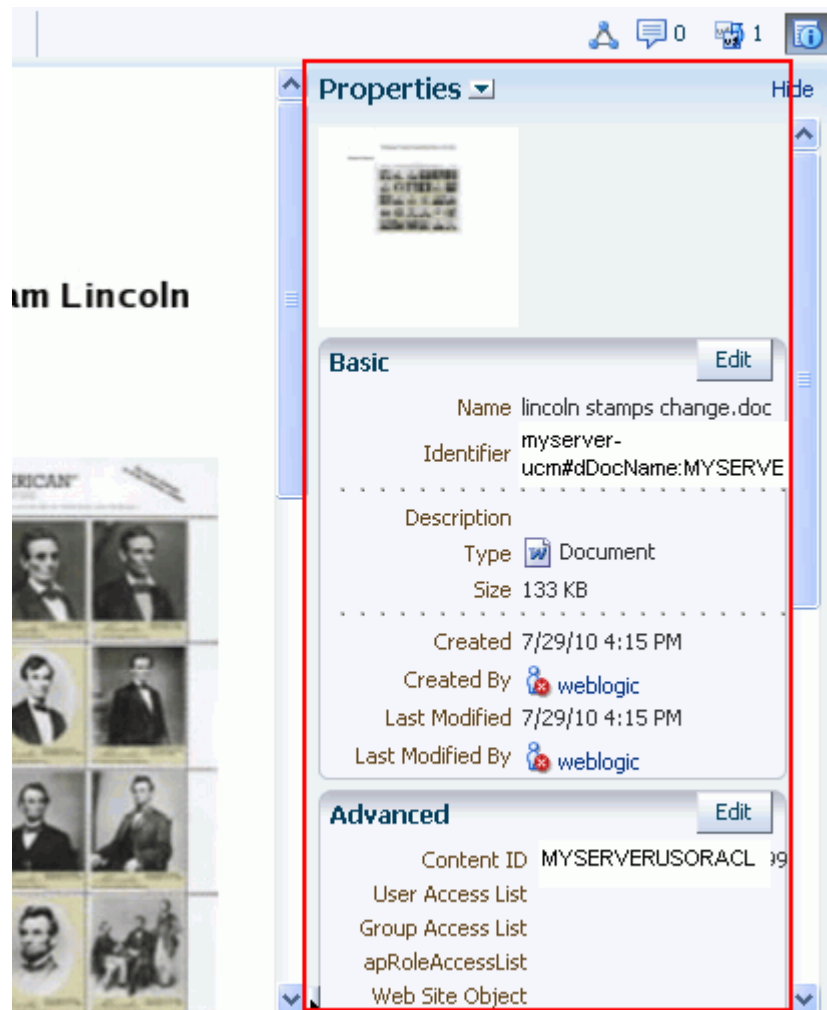 0 1
Properties Hide
am Lincoln
Basic Edit
Name lincoln stamps change.doc
Identifier myserver-
ucm#dDocName:MYSERVE
ERICAN"
Description
Type Document
Size 133 KB
Created 7/29/10 4:15 PM
Created By weblogic
Last Modified 7/29/10 4:15 PM
Last Modified By weblogic
Advanced Edit
Content ID MYSERVERUSORACL 99
User Access List
Group Access List
apRoleAccessList
Web Site Object